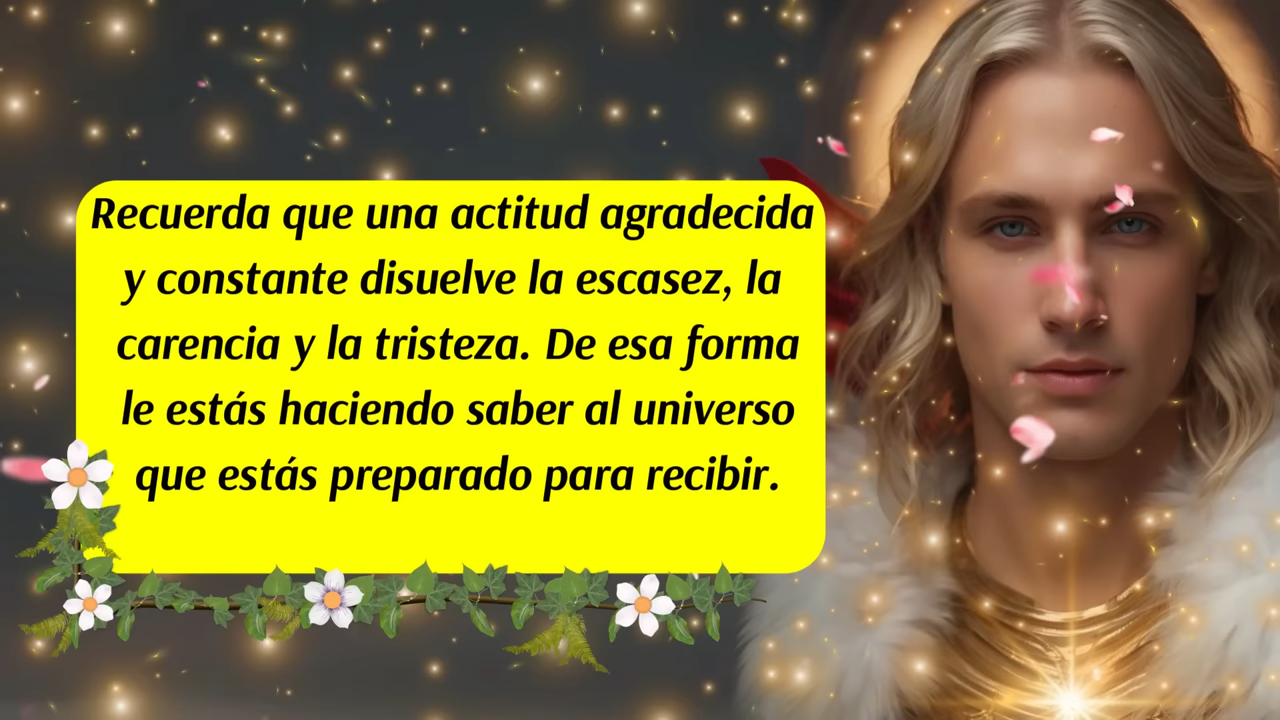 Recuerda que una actitud agradecida
y constante disuelve la escasez, la
carencia y la tristeza. De esa forma
le estás haciendo saber al universo
que estás preparado para recibir.